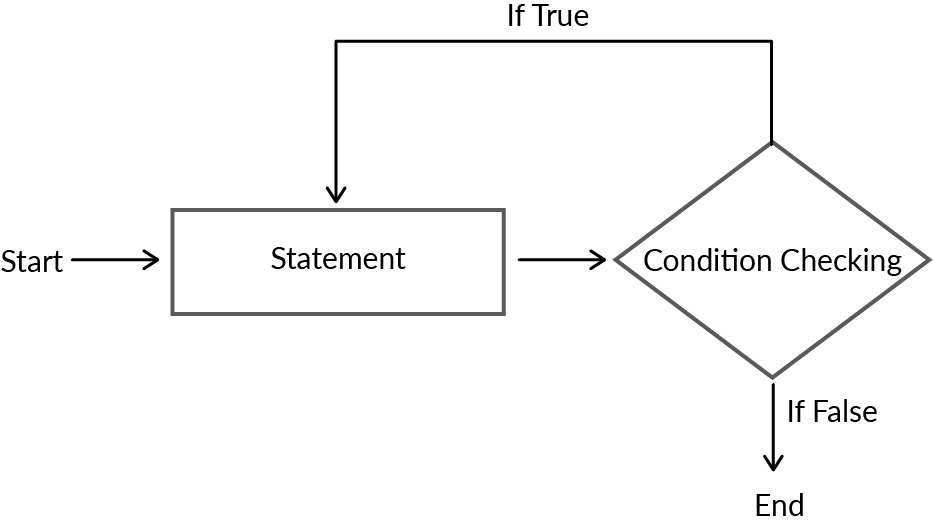 If True
Start
Statement
Condition Checking
If False
End